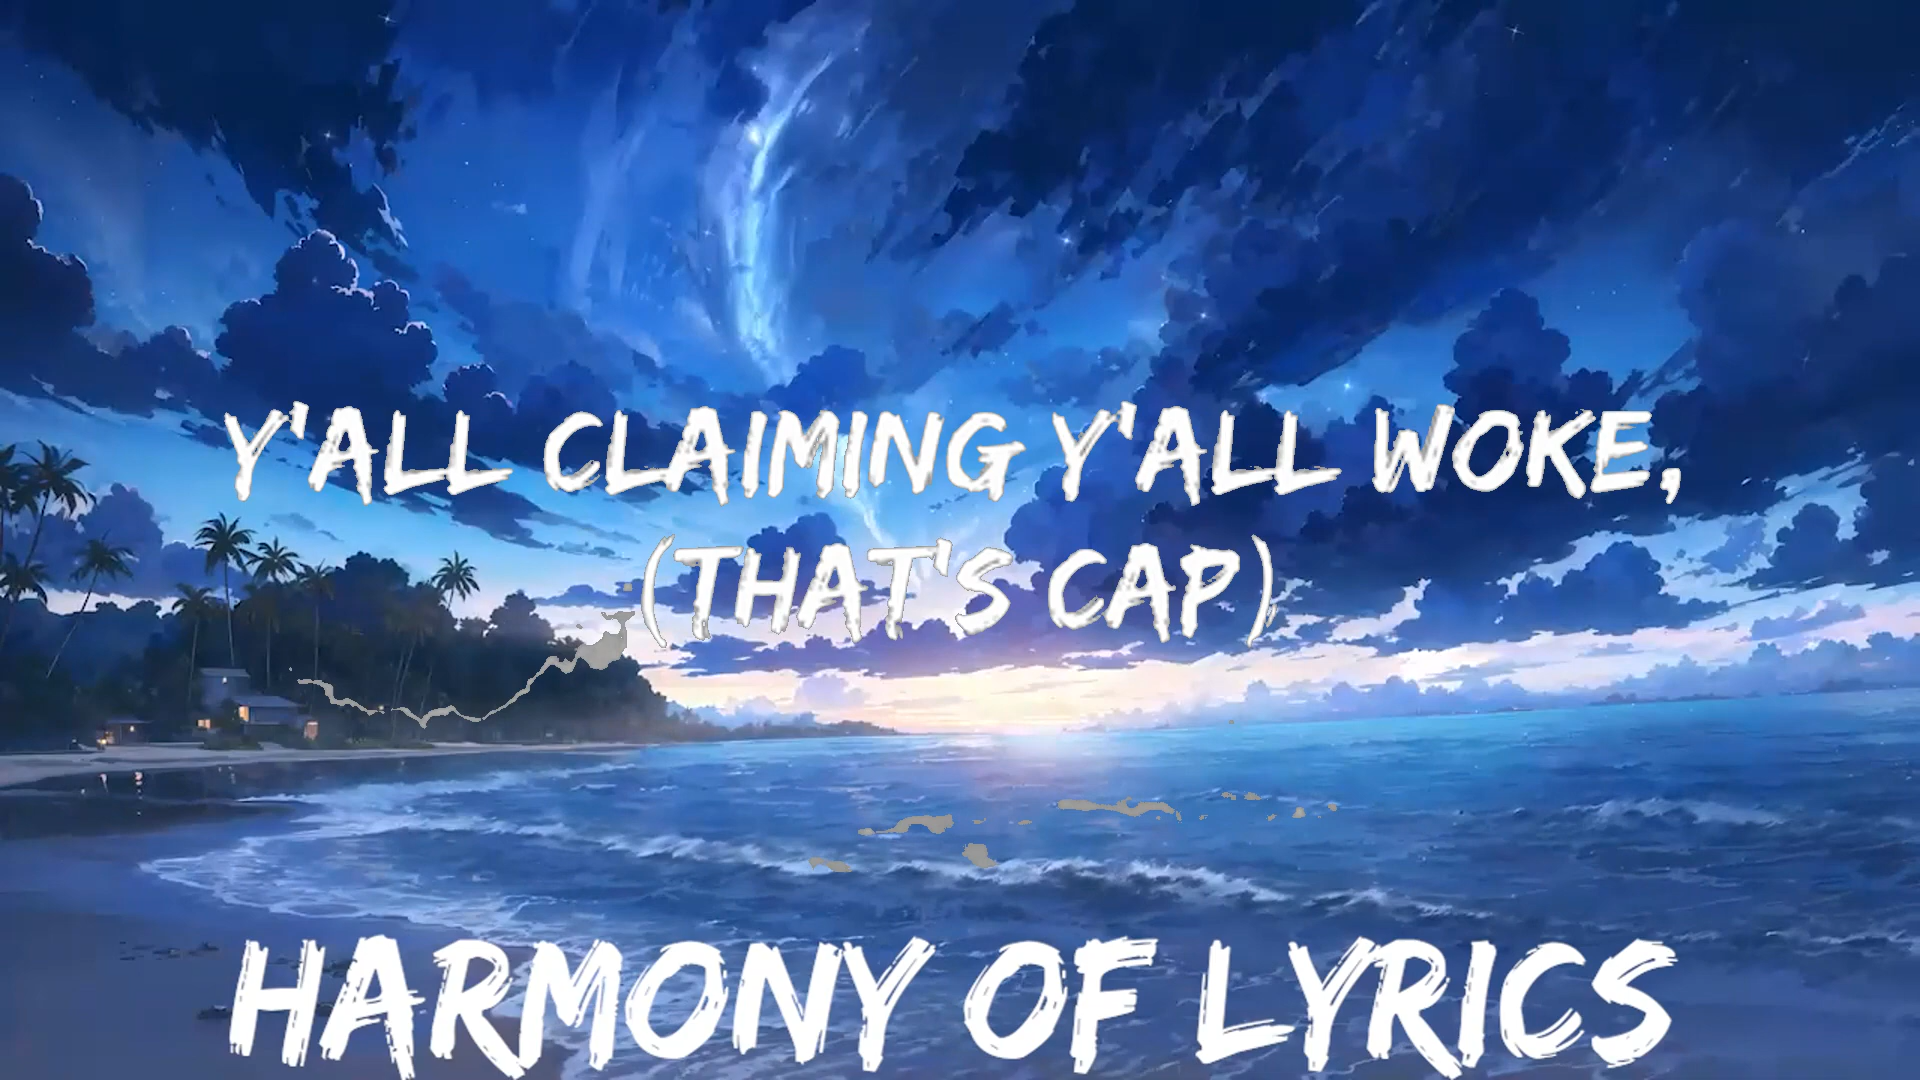 Y'ALL CLAIMING Y'ALL WOKE,
(THAT'S CAP)
HARMONY OF LYRICS